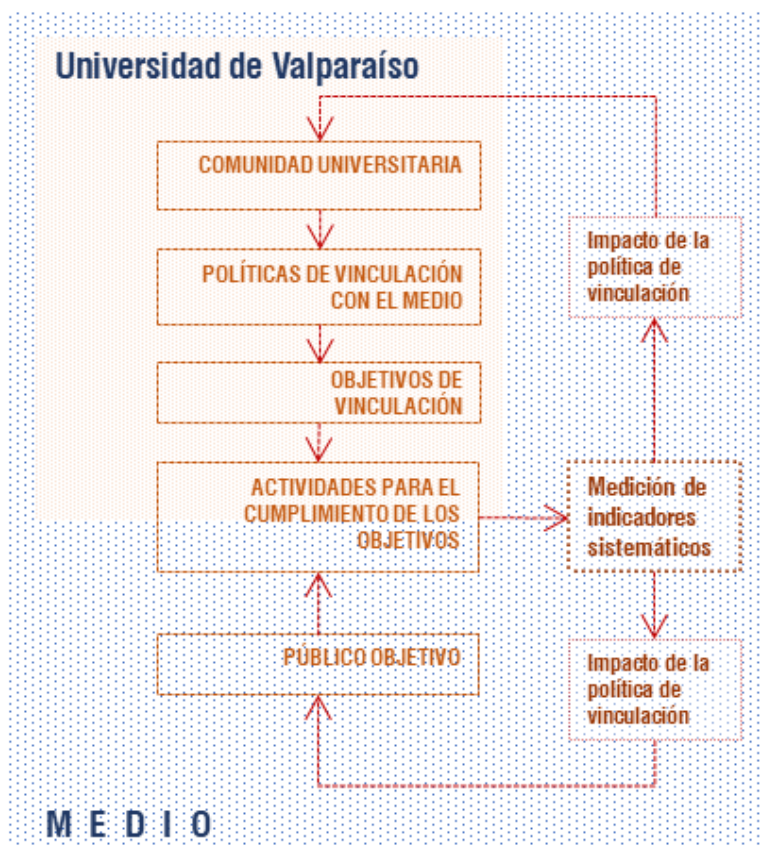 Universidad de Valparaíso
COMUNIDAD UNIVERSITARIA
POLÍTICAS DE VINCULACIÓN
CON EL MEDIO
OBJETIVOS DE
VINCULACIÓN
ACTIVIDADES PARA EL
CUMPLIMIENTO DE LOS
OBJETIVOS
PÚBLICO OBJETIVO
Impacto de la
política de
vinculación
Medición de
indicadores
sistemáticos
Impacto de la
política de
vinculación
MEDIO